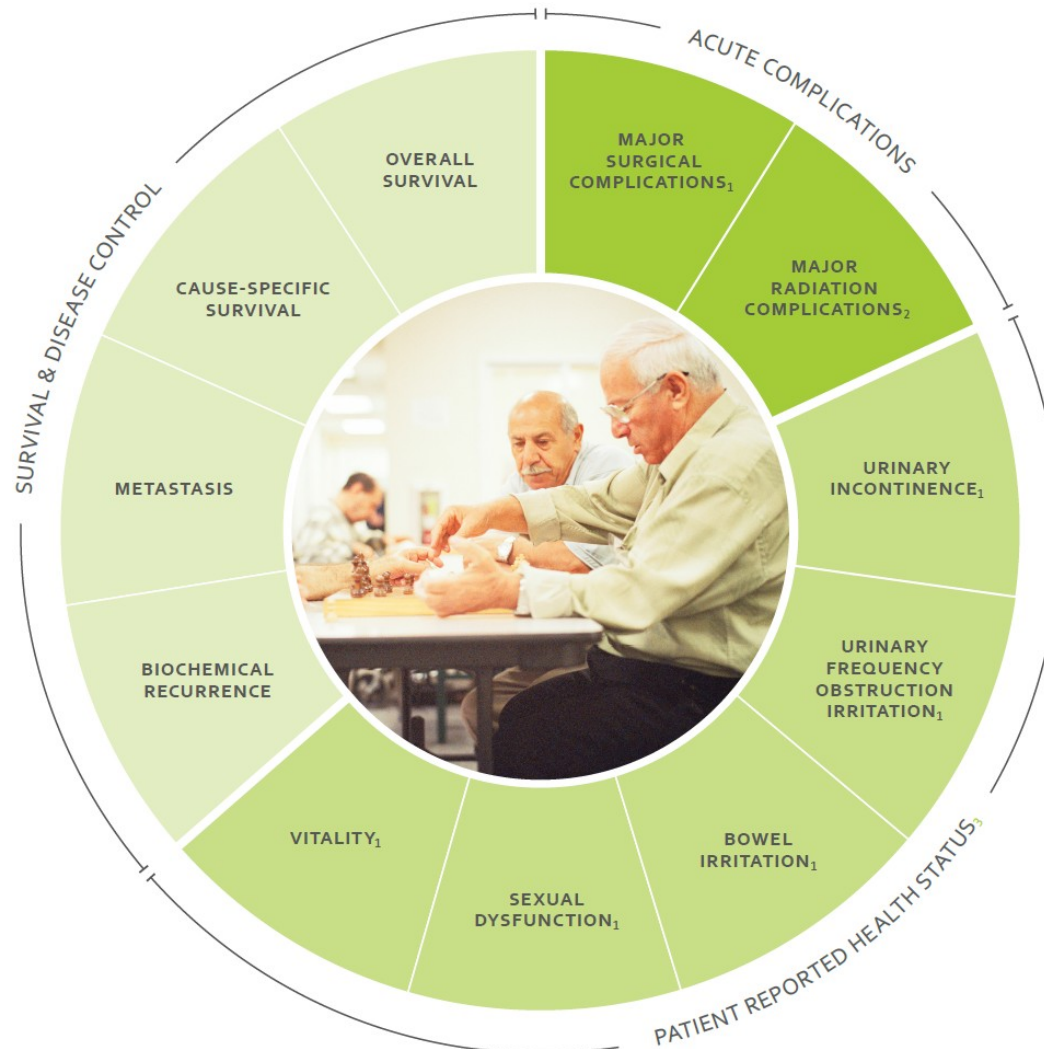 ACUTE COMPLICATIONS
MAJOR
SURGICAL
COMPLICATIONS₁
MAJOR
RADIATION
COMPLICATIONS₂
PATIENT REPORTED HEALTH STATUS₃
URINARY
INCONTINENCE₁
URINARY
FREQUENCY
OBSTRUCTION
IRRITATION₁
BOWEL
IRRITATION₁
SEXUAL
DYSFUNCTION₁
VITALITY₁
SURVIVAL & DISEASE CONTROL
BIOCHEMICAL
RECURRENCE
METASTASIS
CAUSE-SPECIFIC
SURVIVAL
OVERALL
SURVIVAL